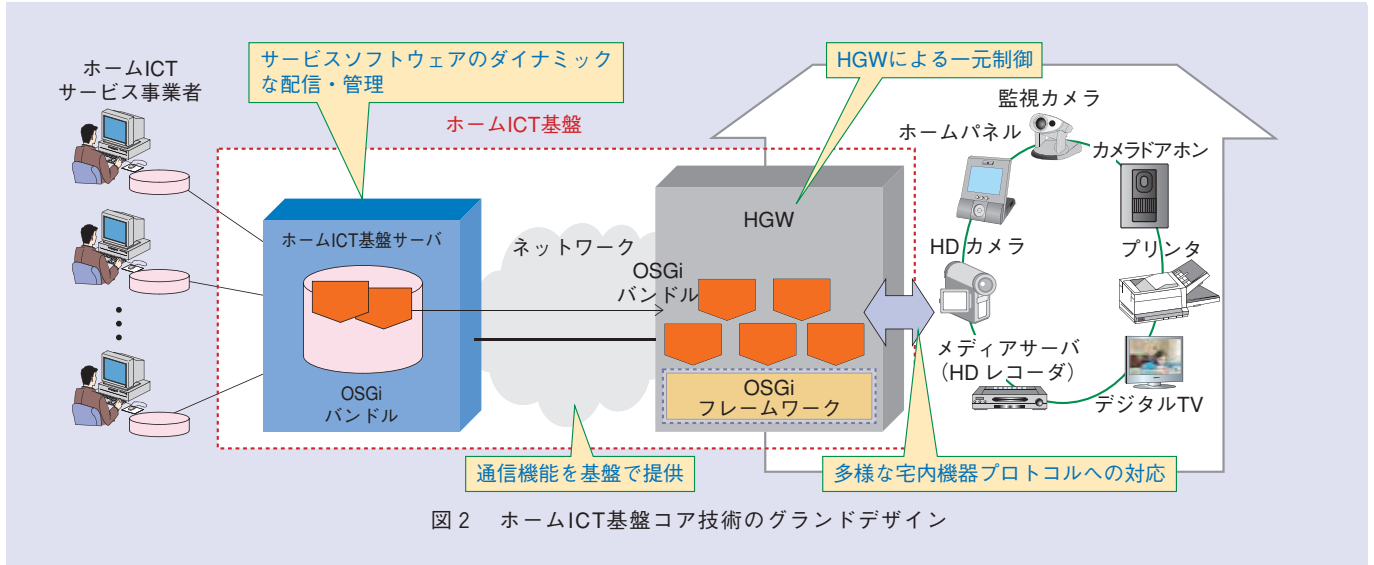 ホームICT
サービス事業者
サービスソフトウェアのダイナミック
な配信・管理
ホームICT基盤
HGWによる一元制御
監視カメラ
ホームパネル
カメラドアホン
HGW
ホームICT基盤サーバ
ネットワーク
OSGi
バンドル
HD カメラ
プリンタ
OSGi
バンドル
OSGi
フレームワーク
メディアサーバ
（HD レコーダ）
デジタルTV
通信機能を基盤で提供
多様な宅内機器プロトコルへの対応
図２　ホームICT基盤コア技術のグランドデザイン